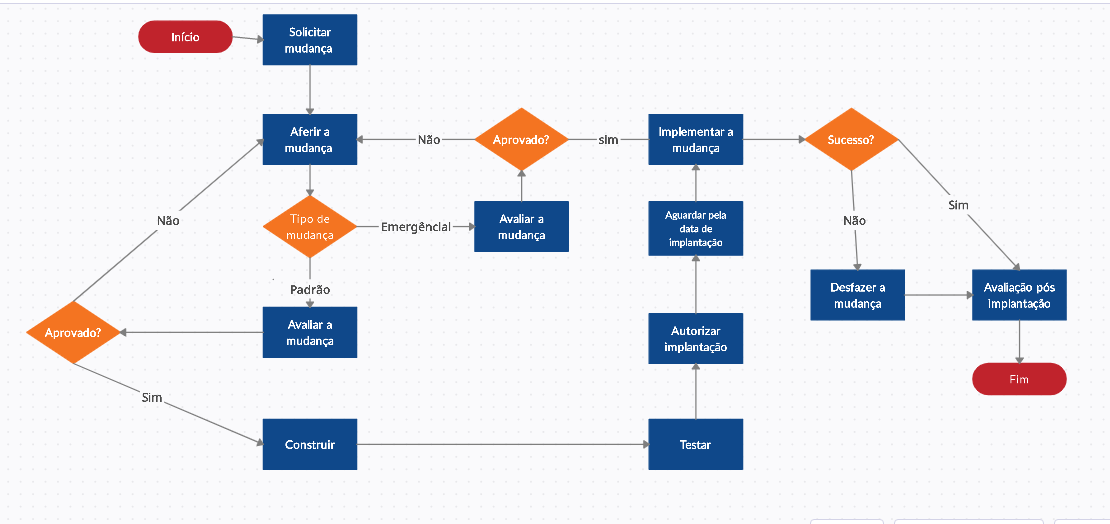 Início
Solicitar
mudança
Aferir a
mudança
Não
Aprovado?
sim
Implementar a
mudança
Sucesso?
Não
Tipo de
mudança
Emergêncial
Avaliar a
mudança
Aguardar pela
data de
implantação
Não
Sim
Padrão
Desfazer a
mudança
Avaliação pós
implantação
Aprovado?
Avaliar a
mudança
Autorizar
implantação
Fim
Sim
Construir
Testar